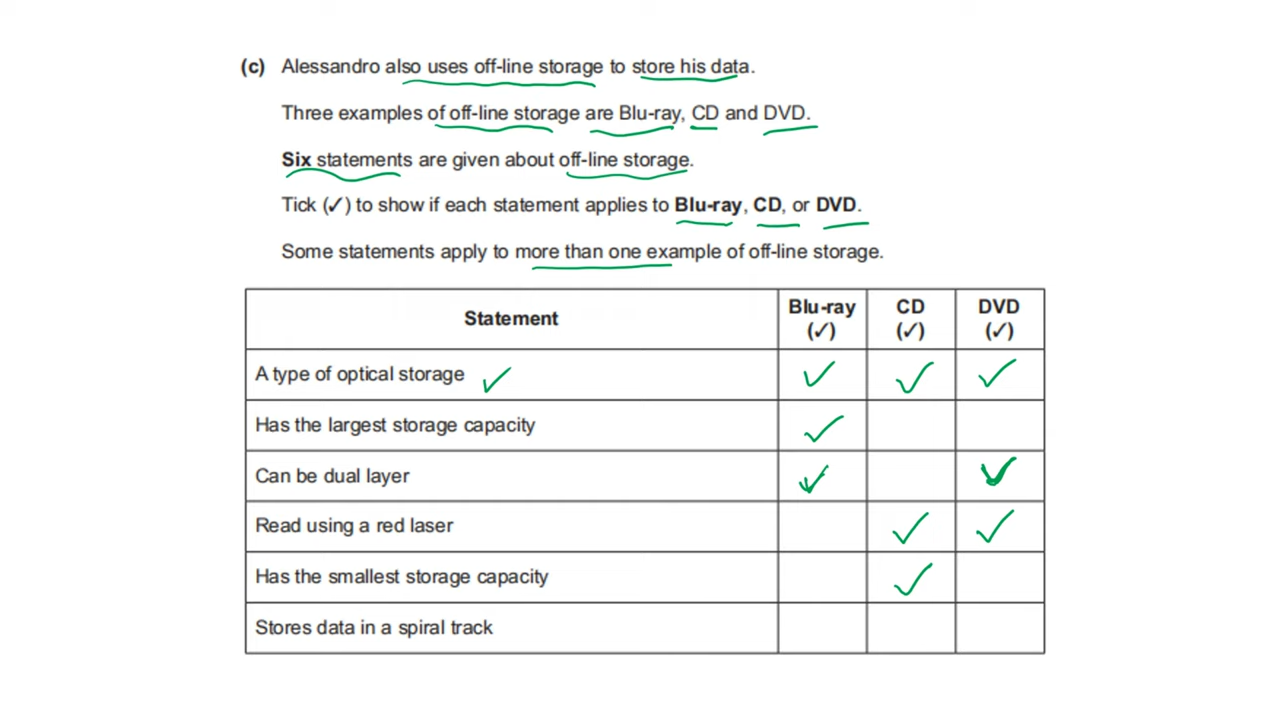 (c) Alessandro also uses off-line storage to store his data.
Three examples of off-line storage are Blu-ray, CD and DVD.
Six statements are given about off-line storage.
Tick (✓) to show if each statement applies to Blu-ray, CD, or DVD.
Some statements apply to more than one example of off-line storage.
Statement Blu-ray (✓) CD (✓) DVD (✓)
A type of optical storage ✓ ✓ ✓ ✓
Has the largest storage capacity ✓
Can be dual layer ✓ ✓
Read using a red laser ✓ ✓
Has the smallest storage capacity ✓
Stores data in a spiral track